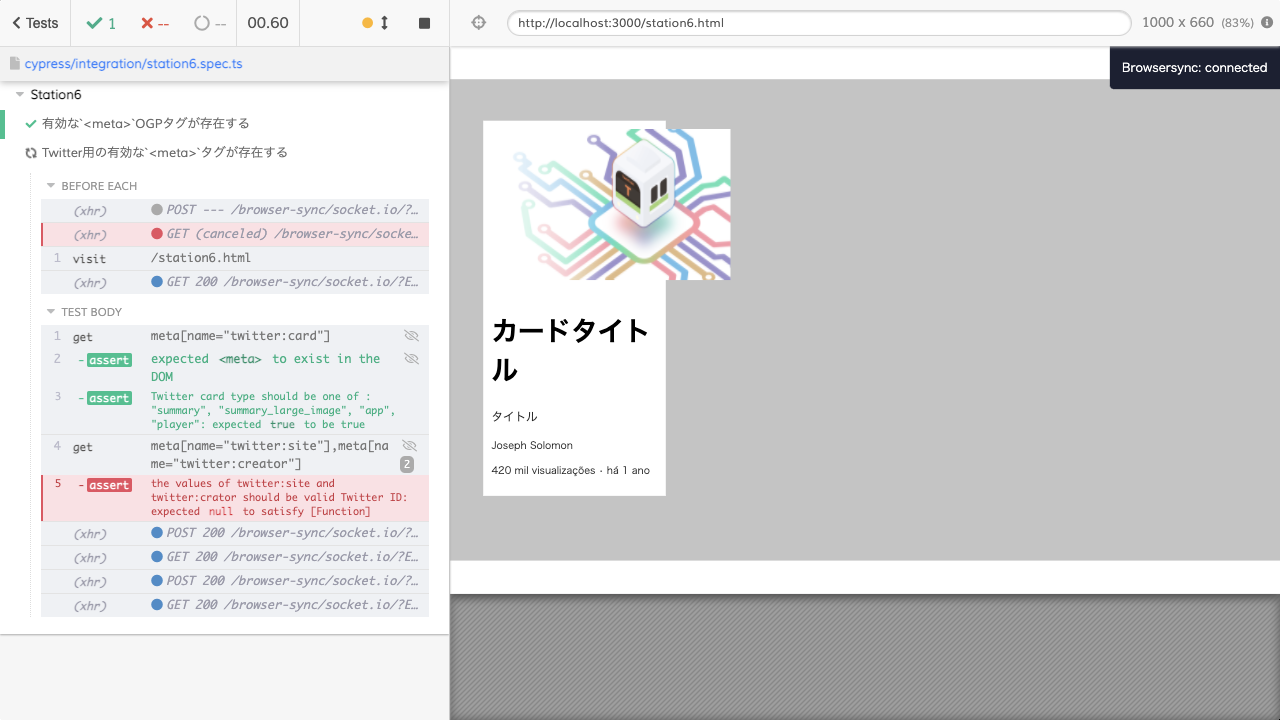 Tests
1
--
--
00.60
http://localhost:3000/station6.html
1000 x 660 (83%)
cypress/integration/station6.spec.ts
Browsersync: connected
Station6
有効な`<meta>`OGPタグが存在する
Twitter用の有効な`<meta>`タグが存在する
BEFORE EACH
(xhr) POST --- /browser-sync/socket.io/?…
(xhr) GET (canceled) /browser-sync/socke…
1 visit /station6.html
(xhr) GET 200 /browser-sync/socket.io/?E…
TEST BODY
1 get meta[name="twitter:card"]
2 - assert expected <meta> to exist in the
DOM
3 - assert Twitter card type should be one of :
"summary", "summary_large_image", "app",
"player": expected true to be true
4 get meta[name="twitter:site"],meta[na
me="twitter:creator"] 2
5 - assert the values of twitter:site and
twitter:crator should be valid Twitter ID:
expected null to satisfy [Function]
(xhr) POST 200 /browser-sync/socket.io/?…
(xhr) GET 200 /browser-sync/socket.io/?E…
(xhr) POST 200 /browser-sync/socket.io/?…
(xhr) GET 200 /browser-sync/socket.io/?E…
T
カードタイト
ル
タイトル
Joseph Solomon
420 mil visualizações · há 1 ano